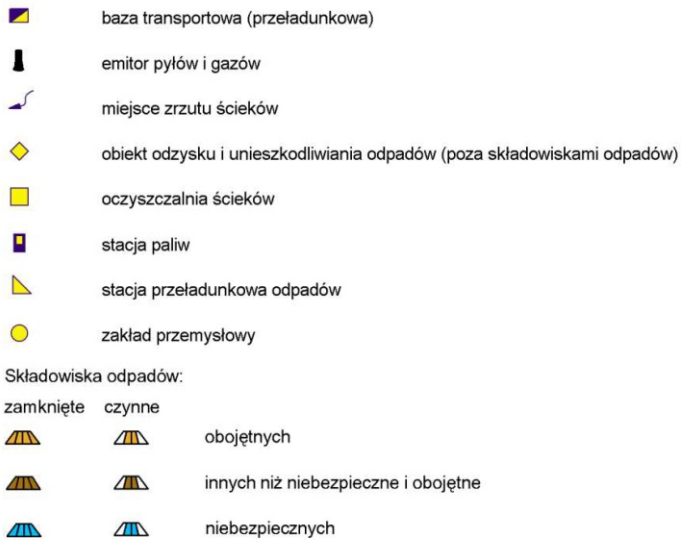 baza transportowa (przeładunkowa)
emitor pyłów i gazów
miejsce zrzutu ścieków
obiekt odzysku i unieszkodliwiania odpadów (poza składowiskami odpadów)
oczyszczalnia ścieków
stacja paliw
stacja przeładunkowa odpadów
zakład przemysłowy
Składowiska odpadów:
zamknięte czynne
obojętnych
innych niż niebezpieczne i obojętne
niebezpiecznych